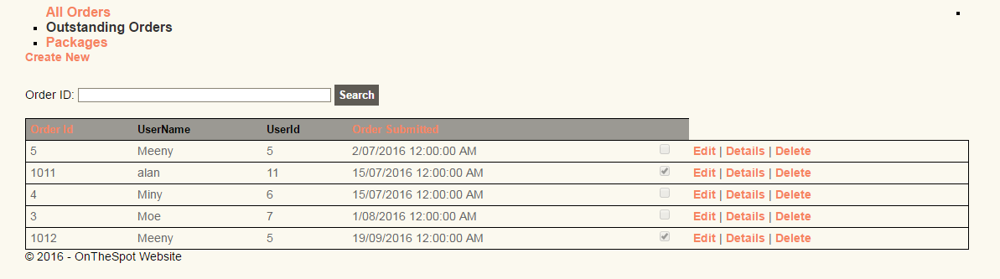 All Orders
Outstanding Orders
Packages
Create New
Order ID: Search
Order Id UserName UserId Order Submitted
5 Meeny 5 2/07/2016 12:00:00 AM Edit | Details | Delete
1011 alan 11 15/07/2016 12:00:00 AM Edit | Details | Delete
4 Miny 6 15/07/2016 12:00:00 AM Edit | Details | Delete
3 Moe 7 1/08/2016 12:00:00 AM Edit | Details | Delete
1012 Meeny 5 19/09/2016 12:00:00 AM Edit | Details | Delete
© 2016 - OnTheSpot Website